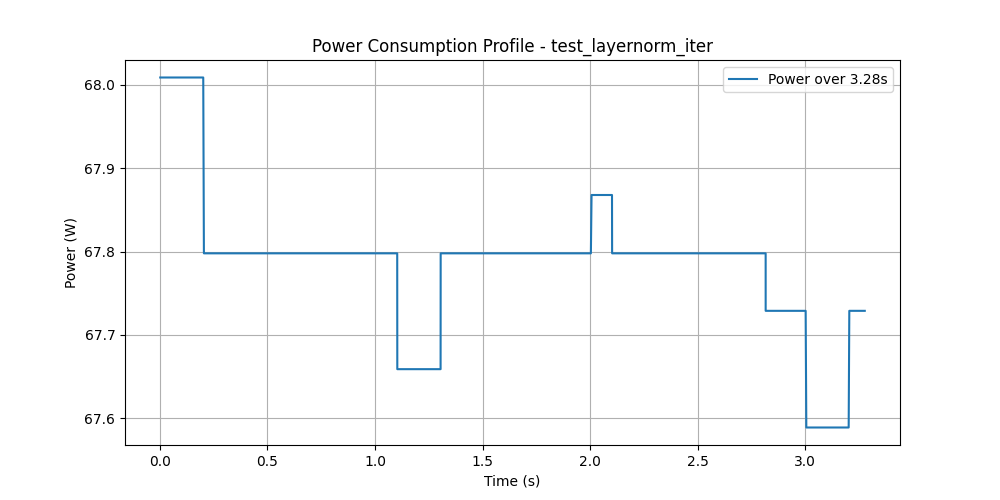 Power Consumption Profile - test_layernorm_iter
Power over 3.28s
68.0
67.9
67.8
67.7
67.6
Power (W)
0.0 0.5 1.0 1.5 2.0 2.5 3.0
Time (s)